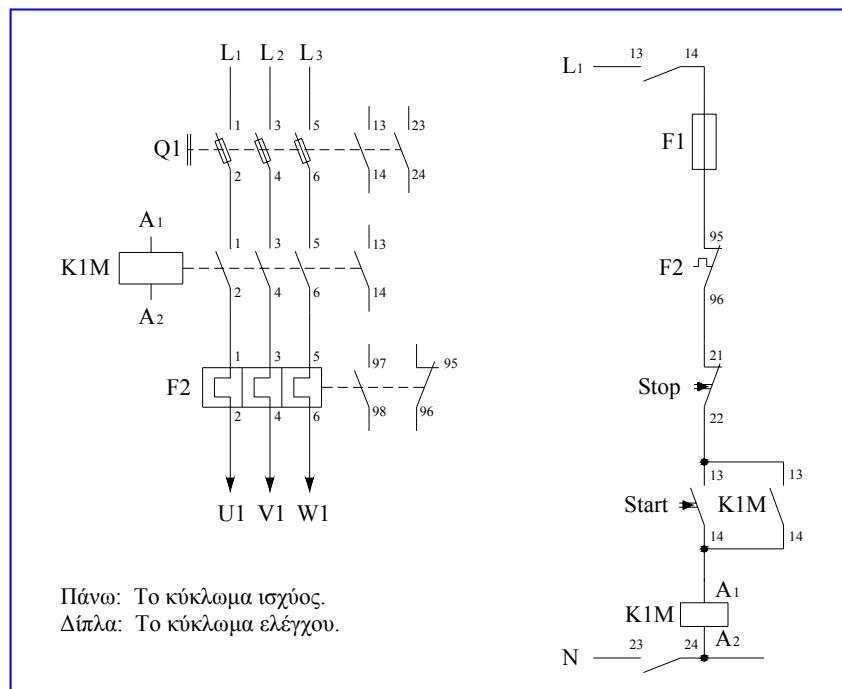 L1 L2 L3
1 3 5 13 23
Q1
2 4 6 14 24
A1
1 3 5 13
K1M
2 4 6 14
A2
1 3 5 97 95
F2
2 4 6 98 96
U1 V1 W1
Πάνω: Το κύκλωμα ισχύος.
Δίπλα: Το κύκλωμα ελέγχου.
13 14
L1
F1
95
F2
96
21
Stop
22
13 13
Start K1M
14 14
A1
K1M
A2
23 24
N